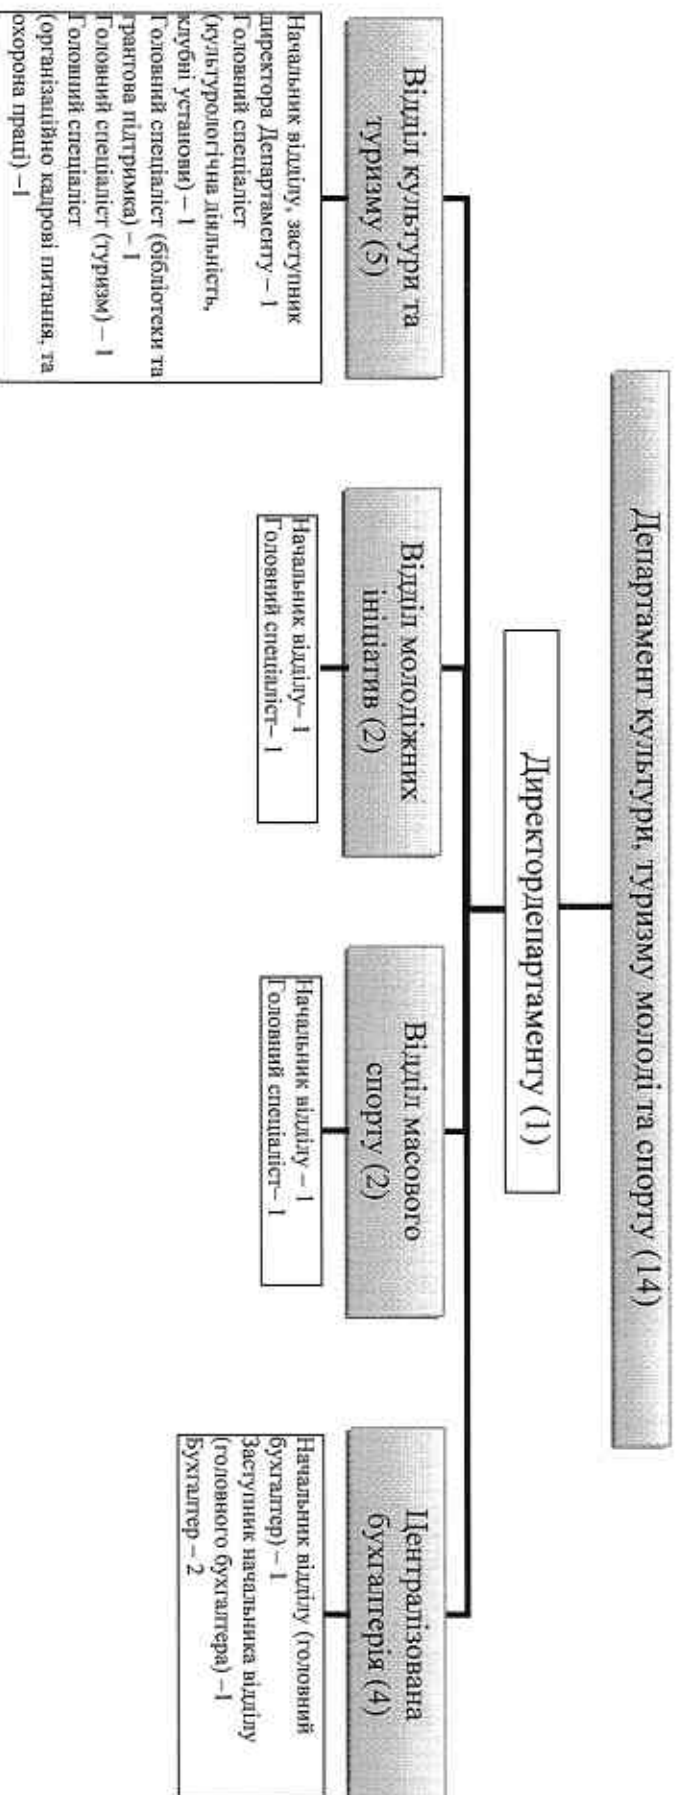 Департамент культури, туризму молоді та спорту (14)
Директордепартаменту (1)
Відділ культури та
туризму (5)
Начальник відділу, заступник
директора Департаменту – 1
Головний спеціаліст
(культурологічна діяльність,
клубні установи) – 1
Головний спеціаліст (бібліотеки та
грантова підтримка) – 1
Головний спеціаліст (туризм) – 1
Головний спеціаліст
(організаційно кадрові питання, та
охорона праці) –1
Відділ молодіжних
ініціатив (2)
Начальник відділу– 1
Головний спеціаліст– 1
Відділ масового
спорту (2)
Начальник відділу – 1
Головний спеціаліст– 1
Централізована
бухгалтерія (4)
Начальник відділу (головний
бухгалтер) – 1
Заступник начальника відділу
(головного бухгалтера) –1
Бухгалтер – 2